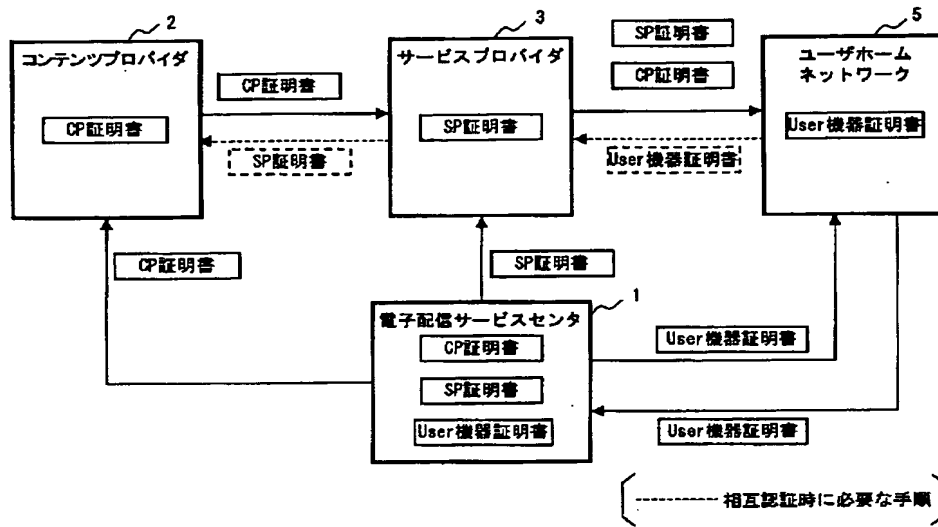 2
コンテンツプロバイダ
CP証明書
CP証明書
SP証明書
3
サービスプロバイダ
SP証明書
SP証明書
CP証明書
User機器証明書
5
ユーザホーム
ネットワーク
User機器証明書
CP証明書
SP証明書
1
電子配信サービスセンタ
CP証明書
SP証明書
User機器証明書
User機器証明書
User機器証明書
相互認証時に必要な手順